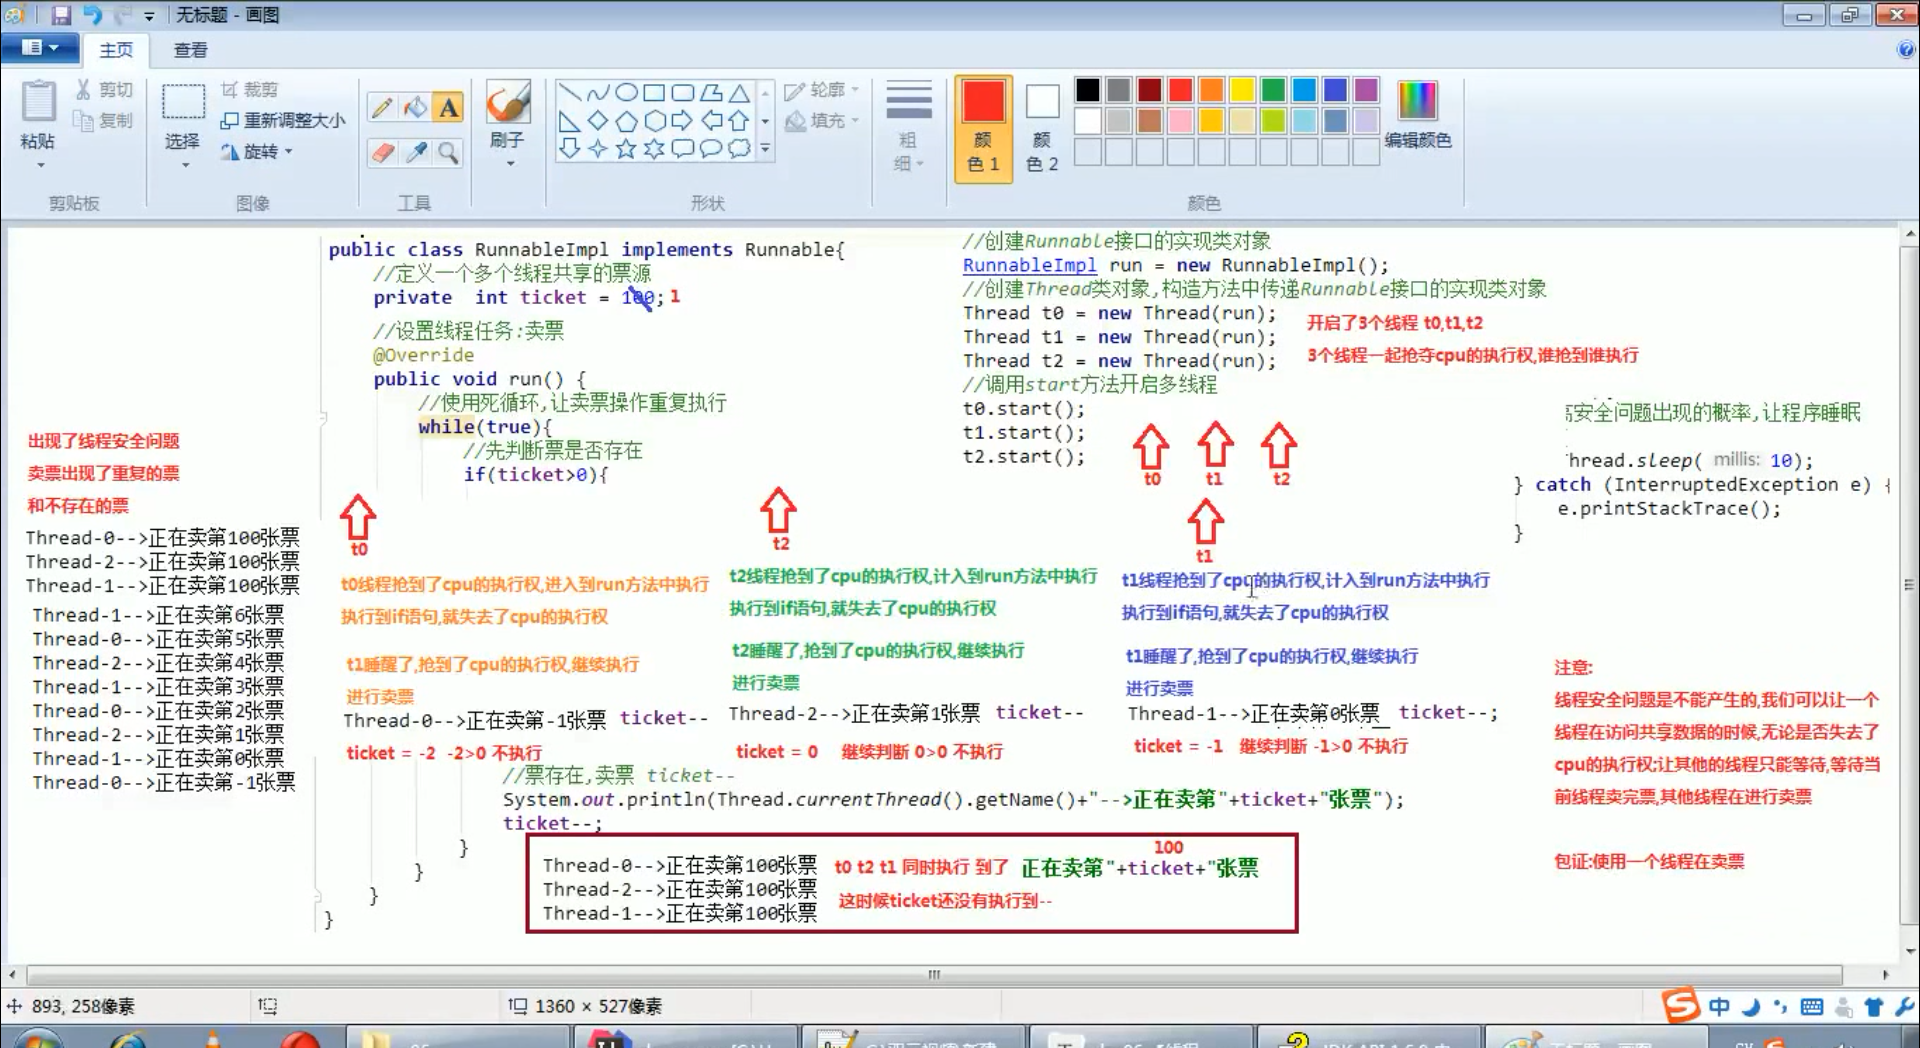 无标题 - 画图
主页
查看
粘贴
剪切
复制
剪贴板
选择
裁剪
重新调整大小
旋转
图像
A
工具
刷子
轮廓
填充
形状
粗细
颜色 1
颜色 2
编辑颜色
颜色
public class RunnableImpl implements Runnable{
//定义一个多个线程共享的票源
private int ticket = 100; 1
//设置线程任务:卖票
@Override
public void run() {
//使用死循环,让卖票操作重复执行
while(true){
//先判断票是否存在
if(ticket>0){
//创建Runnable接口的实现类对象
RunnableImpl run = new RunnableImpl();
//创建Thread类对象,构造方法中传递Runnable接口的实现类对象
Thread t0 = new Thread(run);
Thread t1 = new Thread(run);
Thread t2 = new Thread(run);
//调用start方法开启多线程
t0.start();
t1.start();
t2.start();
开启了3个线程 t0,t1,t2
3个线程一起抢夺cpu的执行权,谁抢到谁执行
t0
t1
t2
安全问题出现的概率,让程序睡眠
hread.sleep( millis: 10);
} catch (InterruptedException e) {
e.printStackTrace();
}
出现了线程安全问题
卖票出现了重复的票
和不存在的票
Thread-0-->正在卖第100张票
Thread-2-->正在卖第100张票
Thread-1-->正在卖第100张票
Thread-1-->正在卖第6张票
Thread-0-->正在卖第5张票
Thread-2-->正在卖第4张票
Thread-1-->正在卖第3张票
Thread-0-->正在卖第2张票
Thread-2-->正在卖第1张票
Thread-1-->正在卖第0张票
Thread-0-->正在卖第-1张票
t0
t0线程抢到了cpu的执行权,进入到run方法中执行
执行到if语句,就失去了cpu的执行权
t1睡醒了,抢到了cpu的执行权,继续执行
进行卖票
Thread-0-->正在卖第-1张票 ticket--
ticket = -2 -2>0 不执行
t2
t2线程抢到了cpu的执行权,计入到run方法中执行
执行到if语句,就失去了cpu的执行权
t2睡醒了,抢到了cpu的执行权,继续执行
进行卖票
Thread-2-->正在卖第1张票 ticket--
ticket = 0 继续判断 0>0 不执行
t1
t1线程抢到了cpu的执行权,计入到run方法中执行
执行到if语句,就失去了cpu的执行权
t1睡醒了,抢到了cpu的执行权,继续执行
进行卖票
Thread-1-->正在卖第0张票 ticket--;
ticket = -1 继续判断 -1>0 不执行
注意:
线程安全问题是不能产生的,我们可以让一个
线程在访问共享数据的时候,无论是否失去了
cpu的执行权;让其他的线程只能等待,等待当
前线程卖完票,其他线程在进行卖票
包证:使用一个线程在卖票
//票存在,卖票 ticket--
System.out.println(Thread.currentThread().getName()+"-->正在卖第"+ticket+"张票");
ticket--;
}
}
}
}
Thread-0-->正在卖第100张票
Thread-2-->正在卖第100张票
Thread-1-->正在卖第100张票
100
t0 t2 t1 同时执行 到了 正在卖第"+ticket+"张票
这时候ticket还没有执行到--
893, 258像素
1360 × 527像素
中